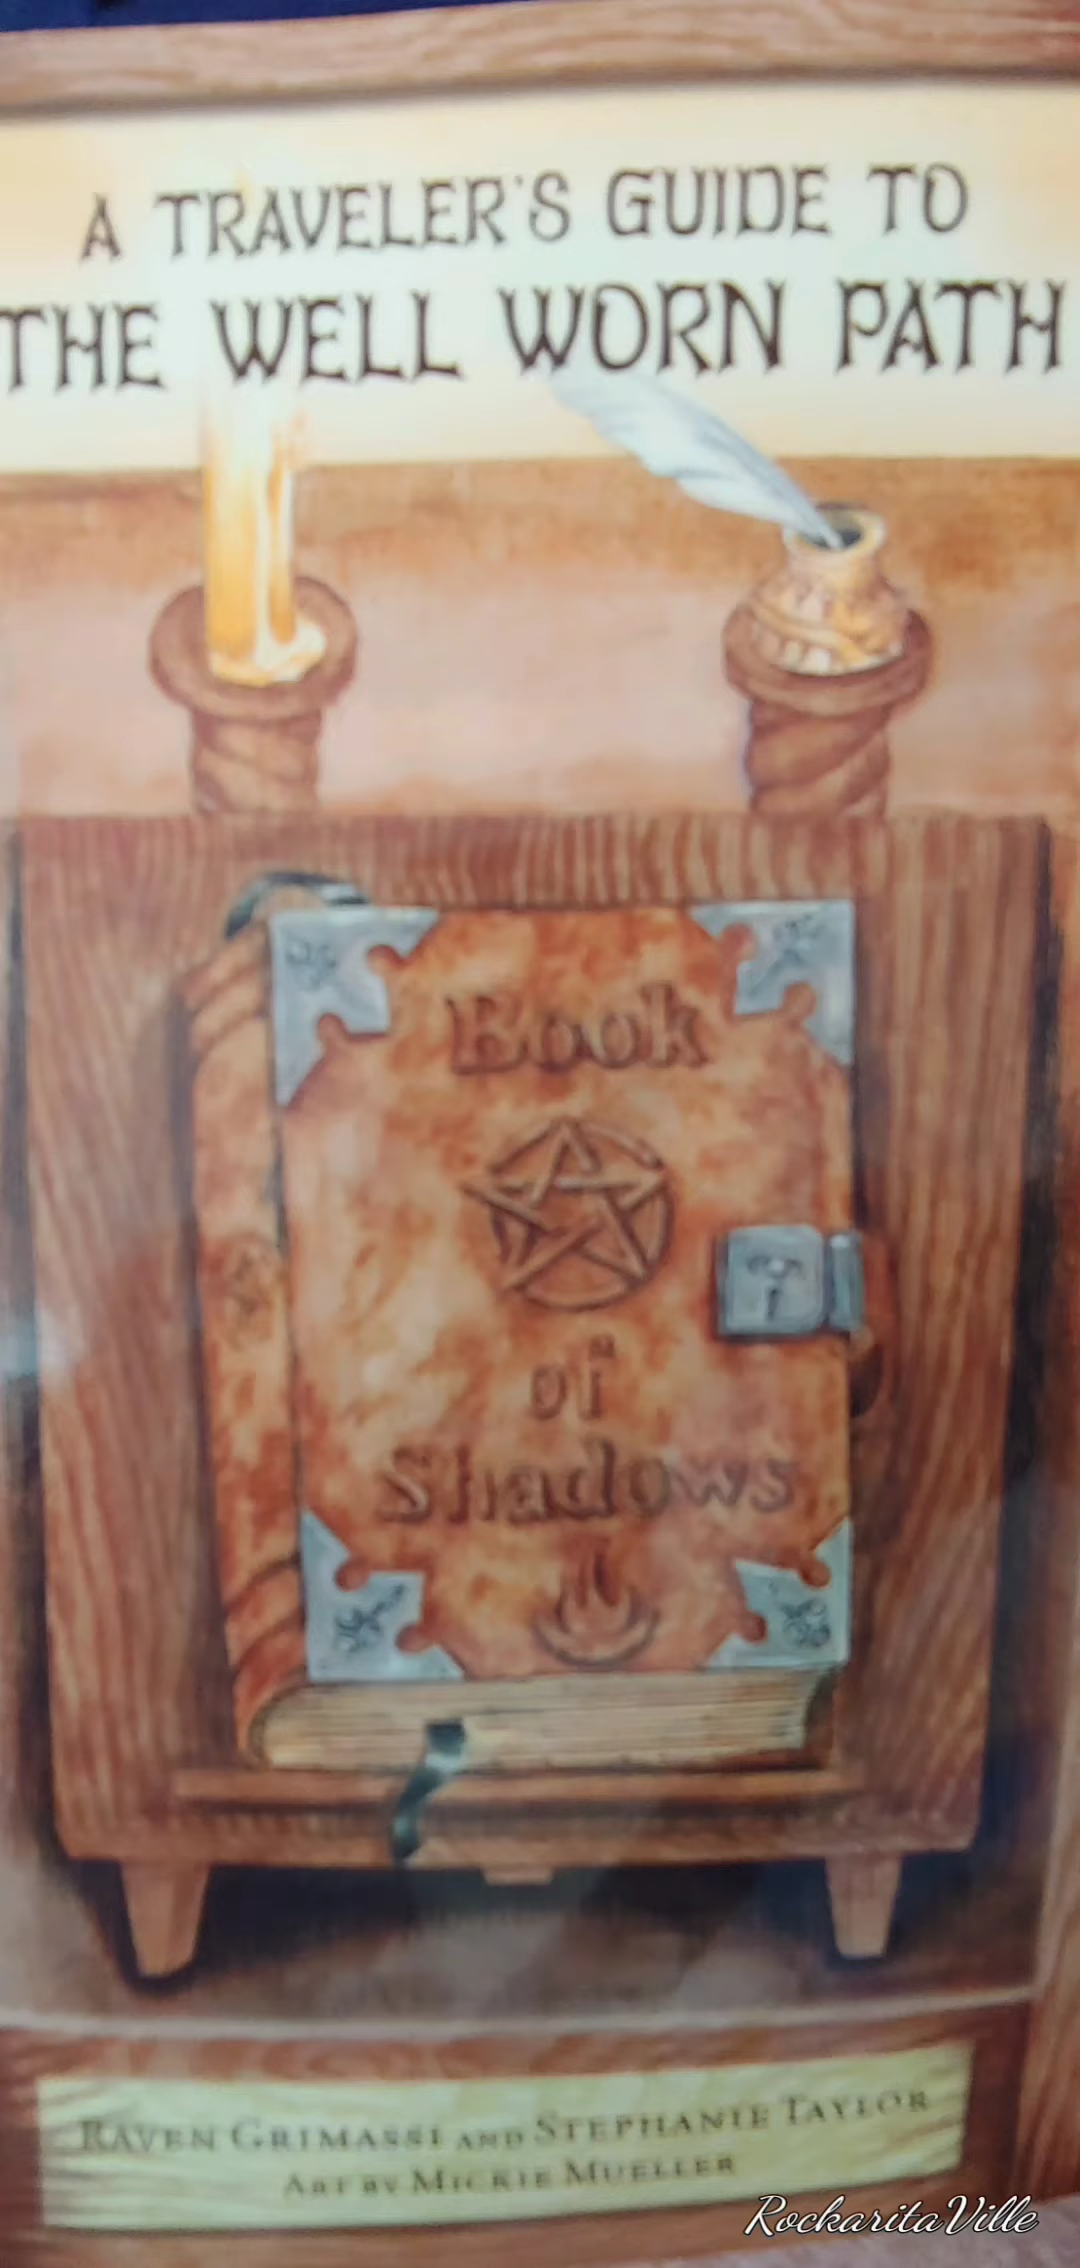 A TRAVELER'S GUIDE TO
THE WELL WORN PATH
Book
of
Shadows
RAVEN GRIMASSI AND STEPHANIE TAYLOR
ART BY MICKIE MUELLER
RockaritaVille